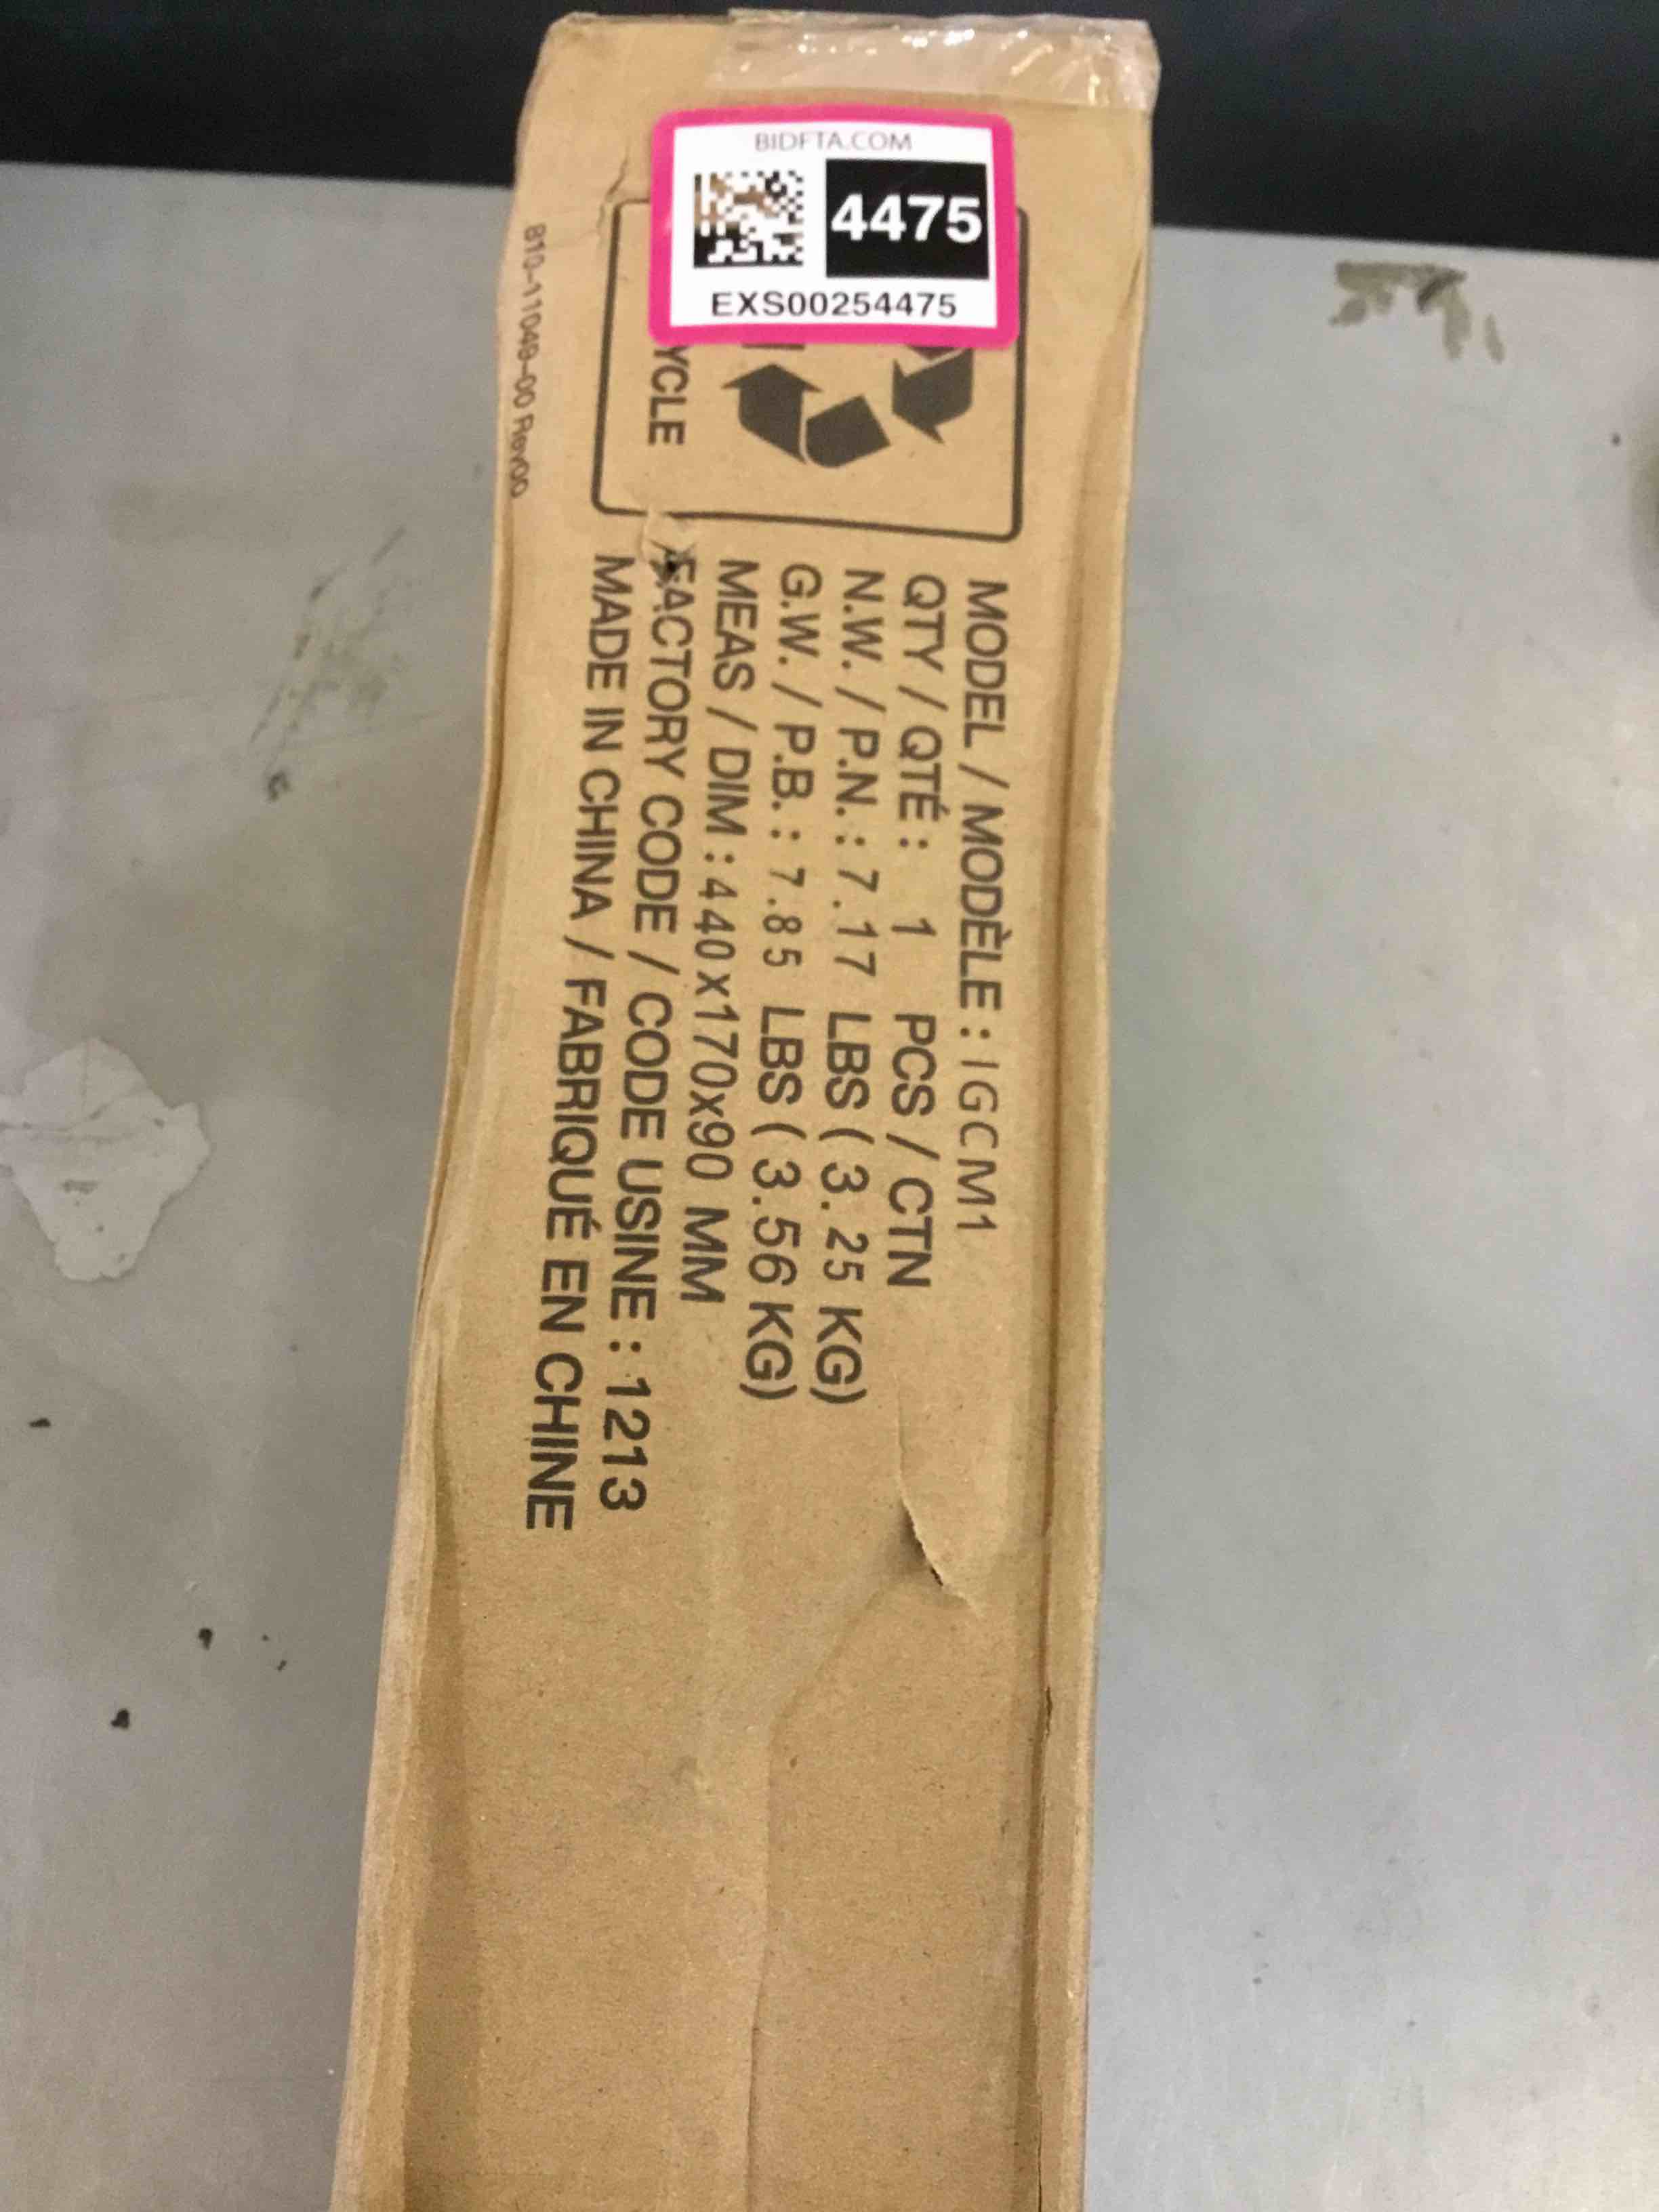 BIDFTA.COM
4475
EXS00254475
YCLE
810-11049-00 Rev00
MODEL / MODÈLE : IGCM1
QTY / QTÉ : 1 PCS / CTN
N.W. / P.N. : 7.17 LBS ( 3.25 KG)
G.W. / P.B. : 7.85 LBS ( 3.56 KG)
MEAS / DIM : 440x170x90 MM
FACTORY CODE / CODE USINE : 1213
MADE IN CHINA / FABRIQUÉ EN CHINE